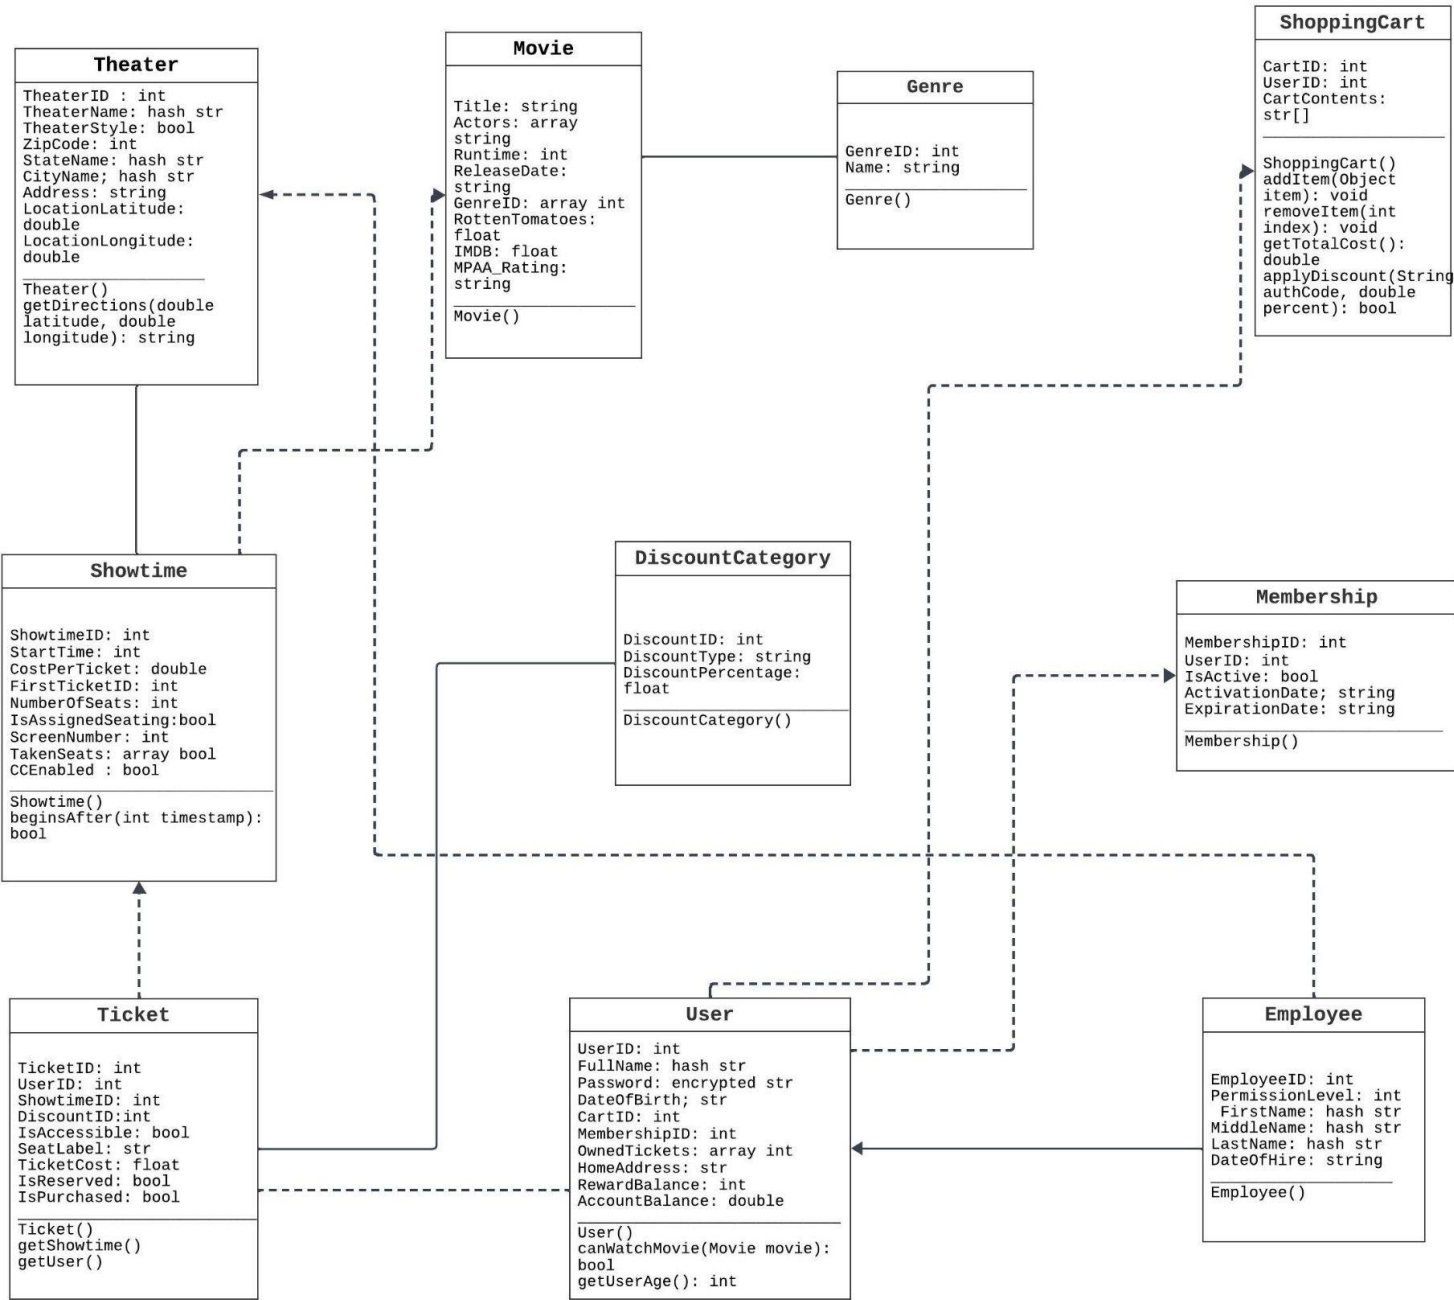 Theater
TheaterID : int
TheaterName: hash str
TheaterStyle: bool
ZipCode: int
StateName: hash str
CityName; hash str
Address: string
LocationLatitude:
double
LocationLongitude:
double
Theater()
getDirections(double
latitude, double
longitude): string
Movie
Title: string
Actors: array
string
Runtime: int
ReleaseDate:
string
GenreID: array int
RottenTomatoes:
float
IMDB: float
MPAA_Rating:
string
Movie()
Genre
GenreID: int
Name: string
Genre()
ShoppingCart
CartID: int
UserID: int
CartContents:
str[]
ShoppingCart()
addItem(Object
item): void
removeItem(int
index): void
getTotalCost():
double
applyDiscount(String
authCode, double
percent): bool
Showtime
ShowtimeID: int
StartTime: int
CostPerTicket: double
FirstTicketID: int
NumberOfSeats: int
IsAssignedSeating:bool
ScreenNumber: int
TakenSeats: array bool
CCEnabled : bool
Showtime()
beginsAfter(int timestamp):
bool
DiscountCategory
DiscountID: int
DiscountType: string
DiscountPercentage:
float
DiscountCategory()
Membership
MembershipID: int
UserID: int
IsActive: bool
ActivationDate; string
ExpirationDate: string
Membership()
Ticket
TicketID: int
UserID: int
ShowtimeID: int
DiscountID:int
IsAccessible: bool
SeatLabel: str
TicketCost: float
IsReserved: bool
IsPurchased: bool
Ticket()
getShowtime()
getUser()
User
UserID: int
FullName: hash str
Password: encrypted str
DateOfBirth; str
CartID: int
MembershipID: int
OwnedTickets: array int
HomeAddress: str
RewardBalance: int
AccountBalance: double
User()
canWatchMovie(Movie movie):
bool
getUserAge(): int
Employee
EmployeeID: int
PermissionLevel: int
FirstName: hash str
MiddleName: hash str
LastName: hash str
DateOfHire: string
Employee()